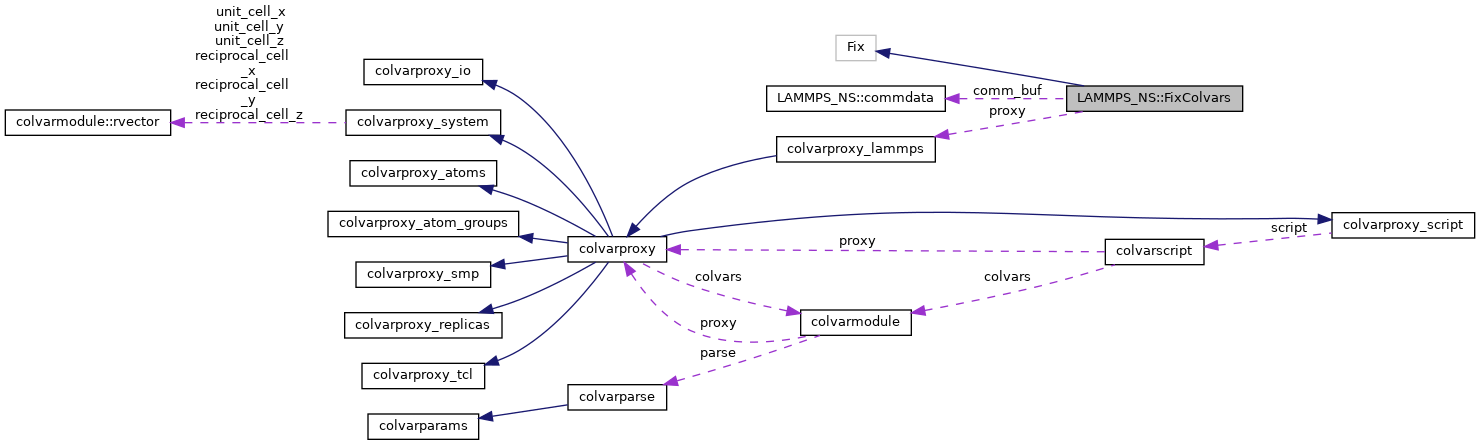 unit_cell_x
unit_cell_y
unit_cell_z
reciprocal_cell
_x
reciprocal_cell
_y
reciprocal_cell_z
colvarmodule::rvector
colvarproxy_io
colvarproxy_system
colvarproxy_atoms
colvarproxy_atom_groups
colvarproxy_smp
colvarproxy_replicas
colvarproxy_tcl
colvarparams
colvarproxy
colvars
proxy
parse
colvarparse
Fix
LAMMPS_NS::commdata
colvarproxy_lammps
proxy
colvarmodule
comm_buf
proxy
LAMMPS_NS::FixColvars
colvars
colvarscript
script
colvarproxy_script